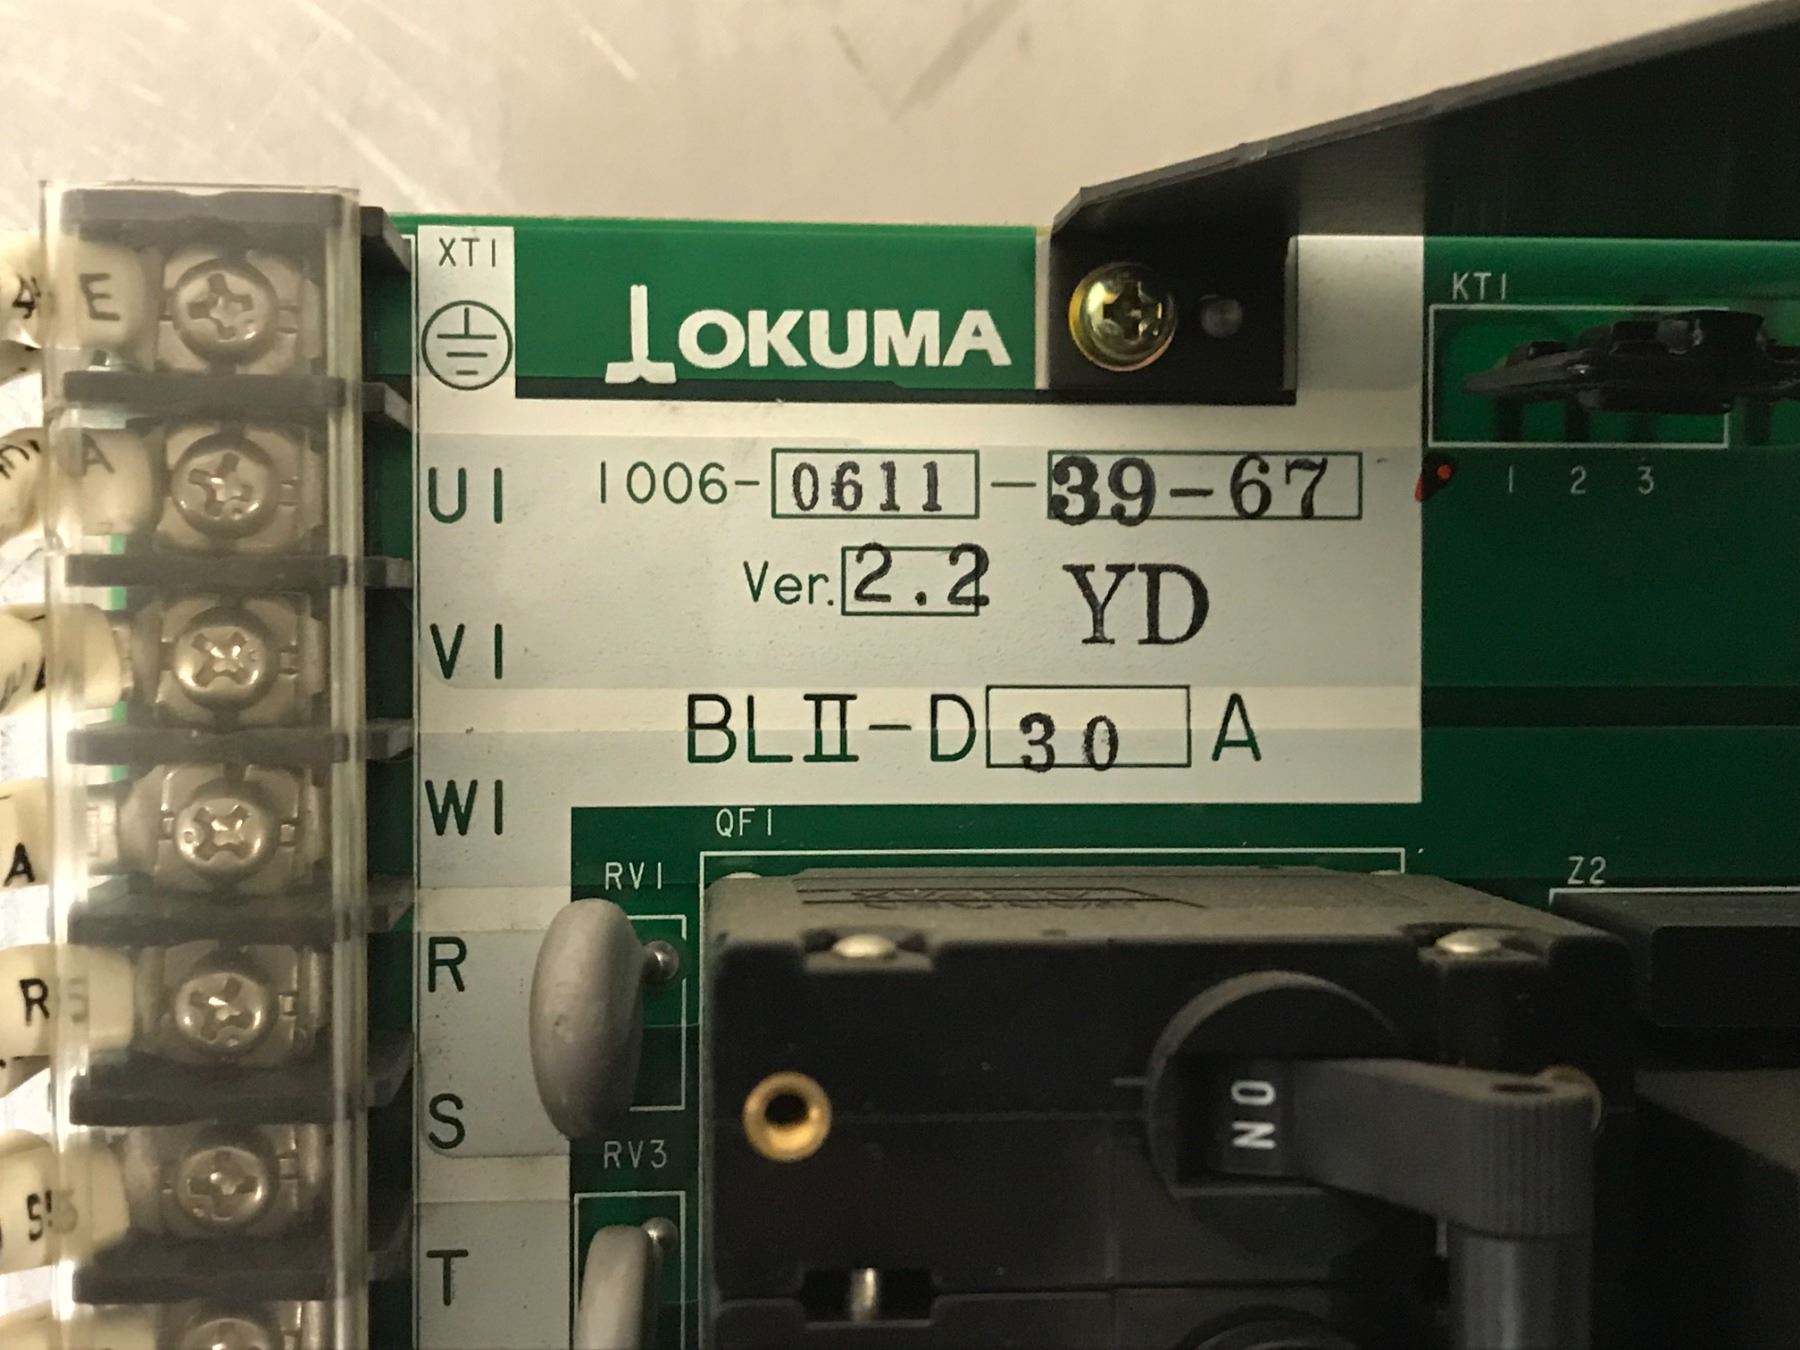 XT1
OKUMA
KT1
E
A
U1
1006-0611-39-67
1 2 3
Ver.2.2 YD
V1
BLⅡ-D30A
W1
QF1
A
RV1
Z2
R
R
S
ON
RV3
T